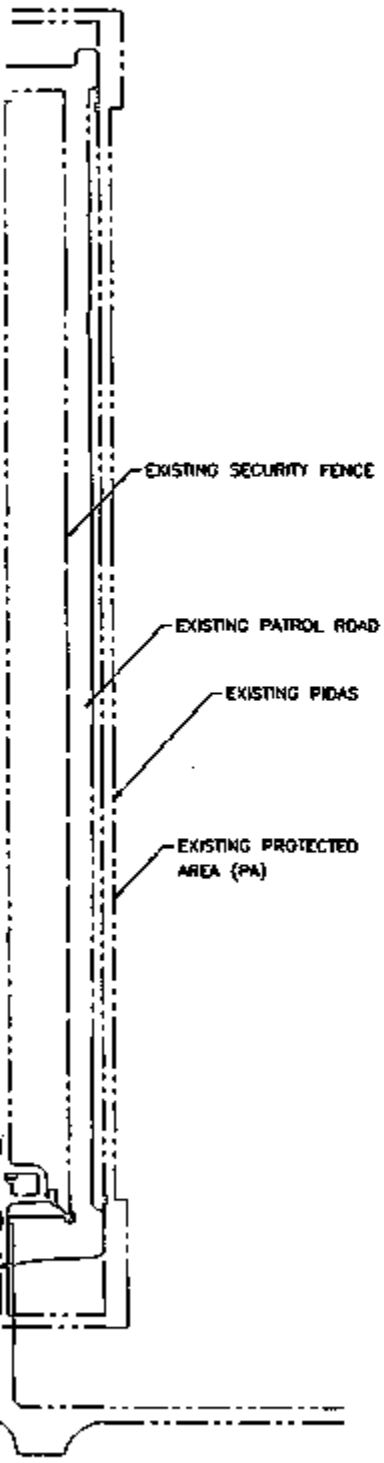 EXISTING SECURITY FENCE
EXISTING PATROL ROAD
EXISTING PIDAS
EXISTING PROTECTED
AREA (PA)